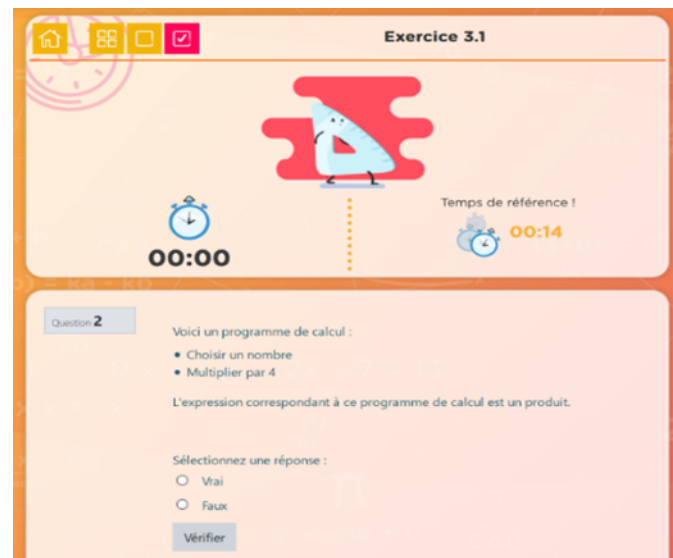 Exercice 3.1
Temps de référence !
00:14
00:00
Question 2
Voici un programme de calcul :
• Choisir un nombre
• Multiplier par 4
L'expression correspondant à ce programme de calcul est un produit.
Sélectionnez une réponse :
Vrai
Faux
Vérifier